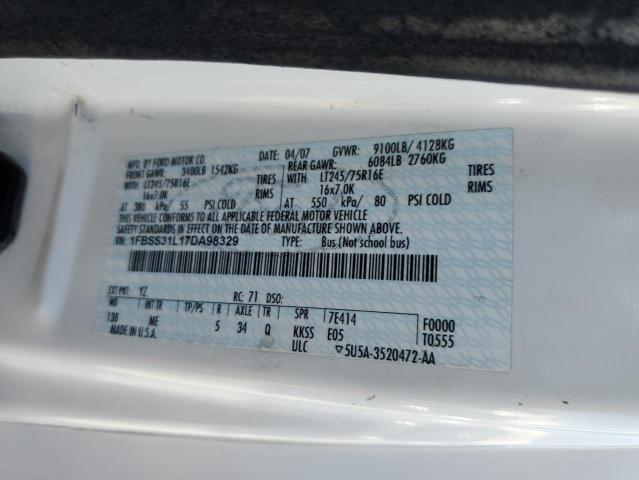 MFD. BY FORD MOTOR CO. DATE: 04/07 GVWR: 9100LB/ 4128KG
FRONT GAWR: 3400LB 1542KG REAR GAWR: 6084LB 2760KG
WITH LT245/75R16E TIRES WITH LT245/75R16E TIRES
16x7.0K RIMS 16x7.0K RIMS
AT 380 kPa/ 55 PSI COLD AT 550 kPa/ 80 PSI COLD
THIS VEHICLE CONFORMS TO ALL APPLICABLE FEDERAL MOTOR VEHICLE
SAFETY STANDARDS IN EFFECT ON THE DATE OF MANUFACTURE SHOWN ABOVE.
VIN: 1FBSS31L17DA98329 TYPE: Bus (Not school bus)
EXT PNT: YZ RC: 71 DSO:
WB INT TR TP/PS R AXLE TR SPR 7E414 F0000
138 ME 5 34 Q KKSS E05 T0555
MADE IN U.S.A. ULC ▽5U5A-3520472-AA